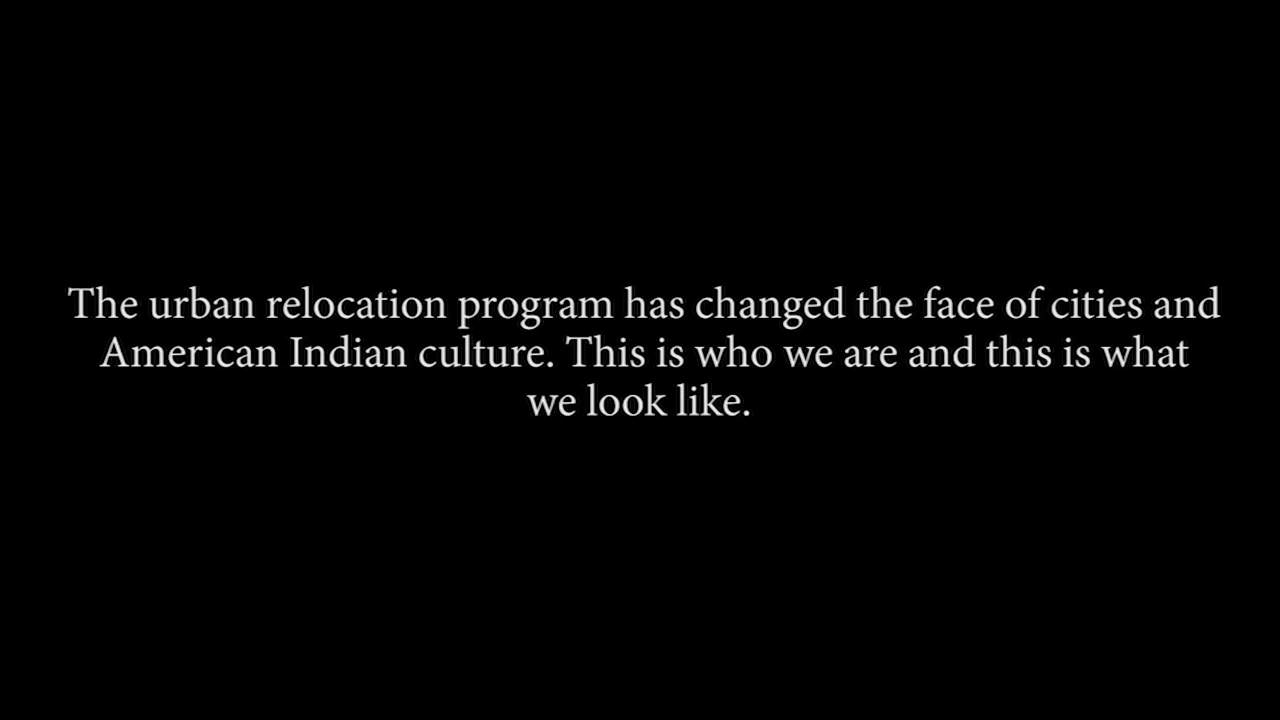 The urban relocation program has changed the face of cities and
American Indian culture. This is who we are and this is what
we look like.